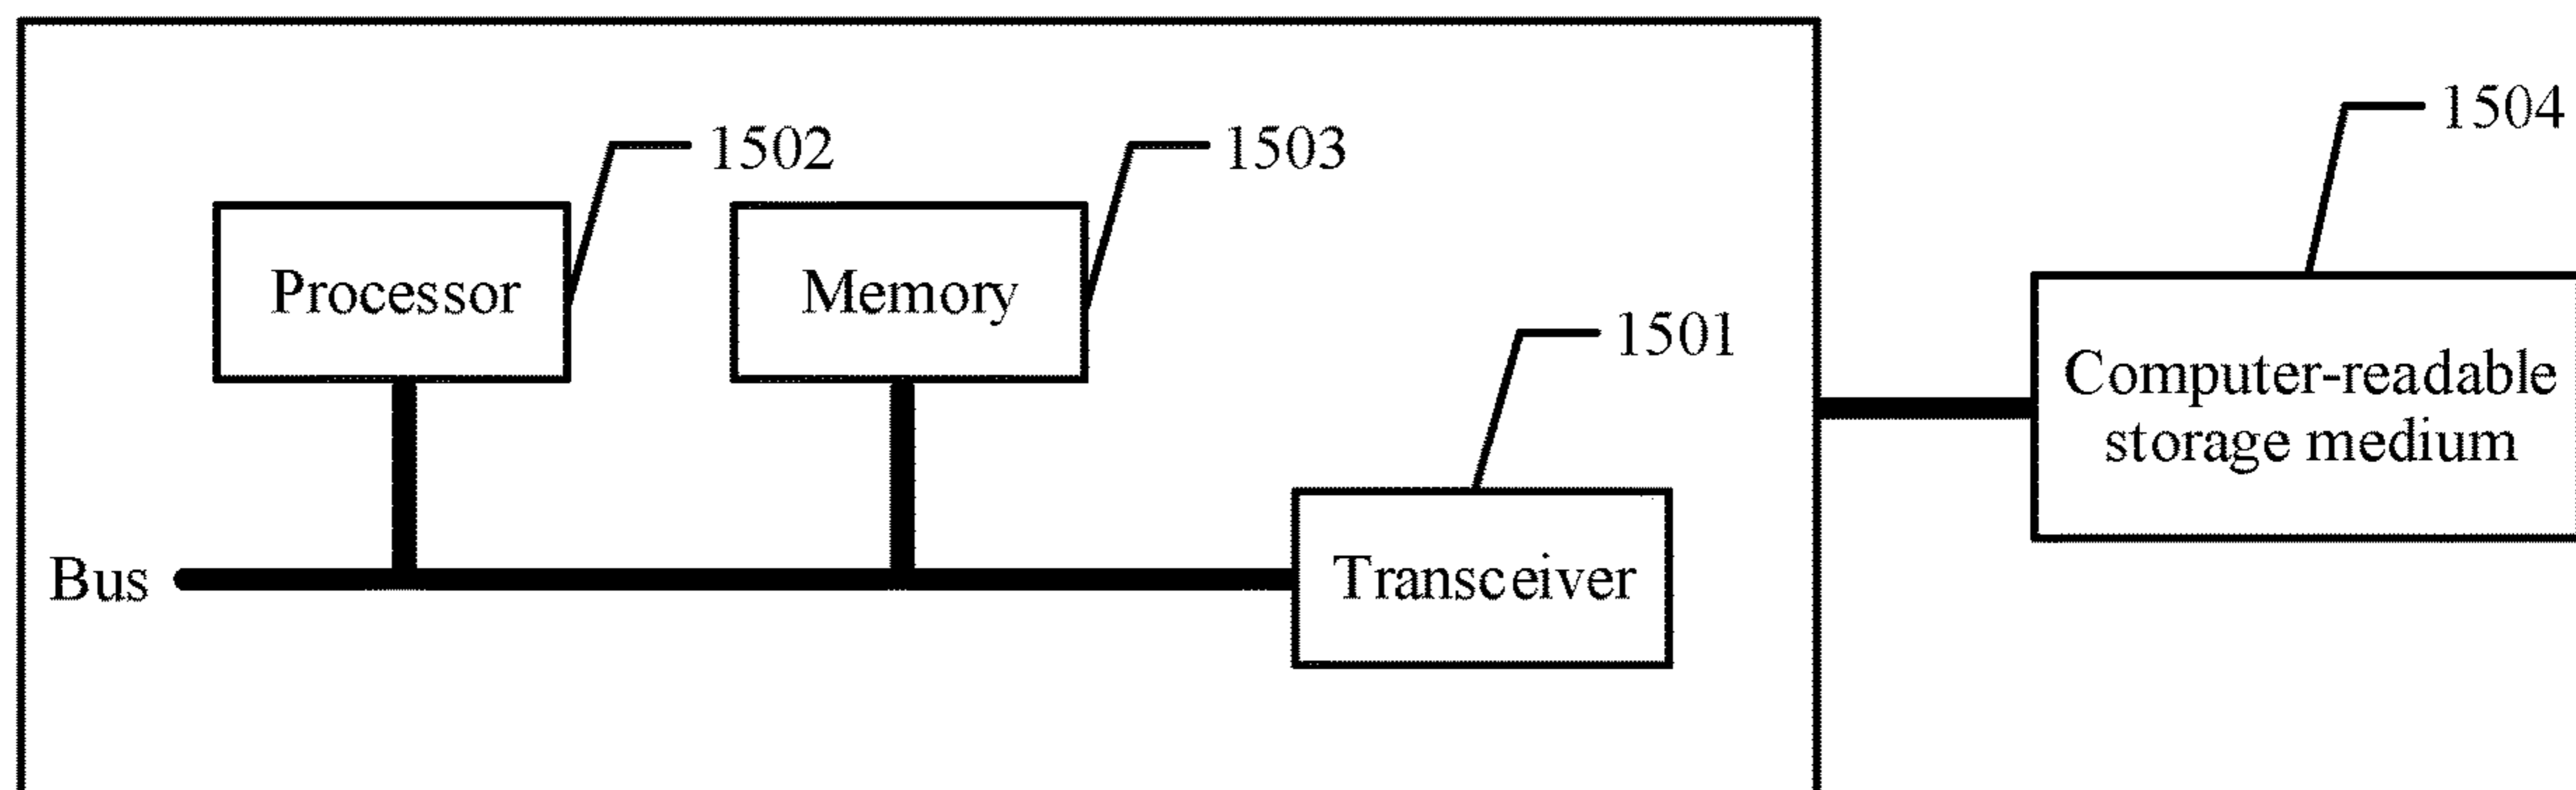 1504
1502
1503
Processor
Memory
1501
Computer-readable
storage medium
Bus
Transceiver